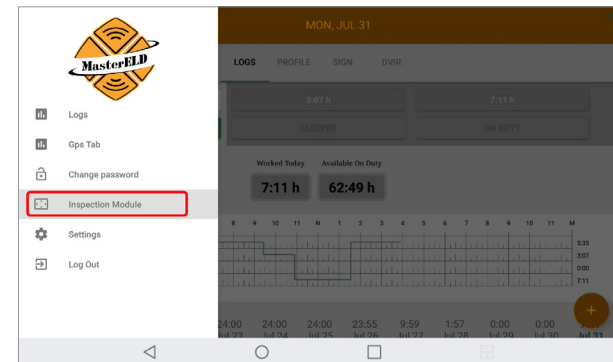 MasterELD
Logs
Gps Tab
Change password
Inspection Module
Settings
Log Out
MON, JUL 31
LOGS PROFILE SIGN DVIR
3:07 h 7:11 h
SLEEPER ON DUTY
Worked Today Available On Duty
7:11 h 62:49 h
8 9 10 11 N 1 2 3 4 5 6 7 8 9 10 11 M
5:35
3:07
0:00
7:11
+
24:00 24:00 24:00 23:55 9:59 1:57 0:00 0:00
Jul 23 Jul 24 Jul 25 Jul 26 Jul 27 Jul 28 Jul 29 Jul 30 Jul 31